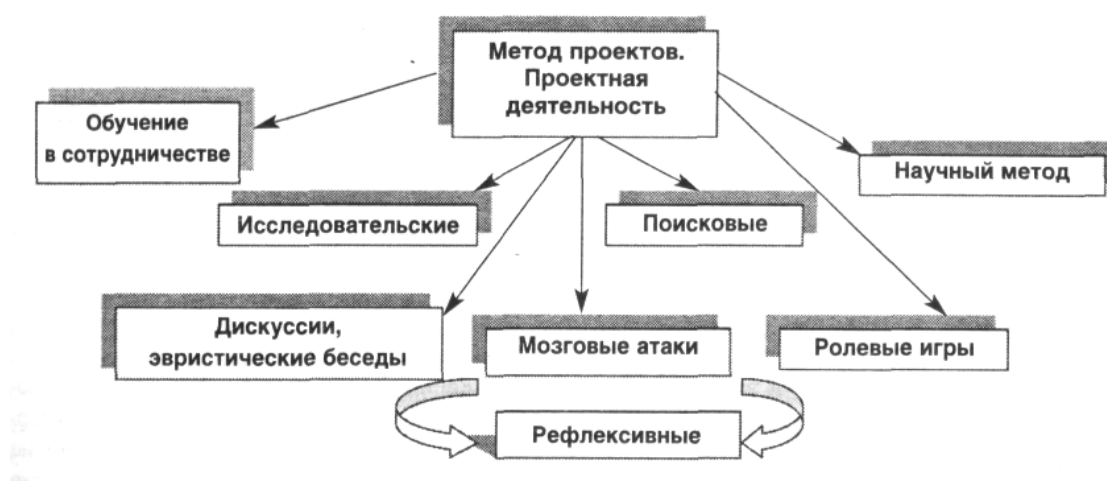 Метод проектов.
Проектная
деятельность
Обучение
в сотрудничестве
Научный метод
Исследовательские
Поисковые
Дискуссии,
эвристические беседы
Мозговые атаки
Ролевые игры
Рефлексивные